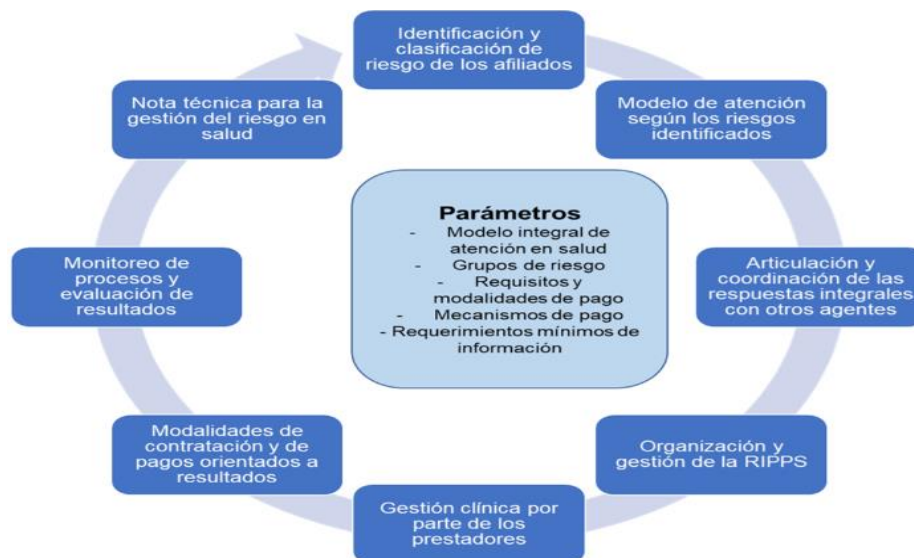 Identificación y
clasificación de
riesgo de los afiliados
Modelo de atención
según los riesgos
identificados
Articulación y
coordinación de las
respuestas integrales
con otros agentes
Organización y
gestión de la RIPPS
Gestión clínica por
parte de los
prestadores
Modalidades de
contratación y de
pagos orientados a
resultados
Monitoreo de
procesos y
evaluación de
resultados
Nota técnica para la
gestión del riesgo en
salud
Parámetros
- Modelo integral de
atención en salud
- Grupos de riesgo
- Requisitos y
modalidades de pago
- Mecanismos de pago
- Requerimientos mínimos de
información